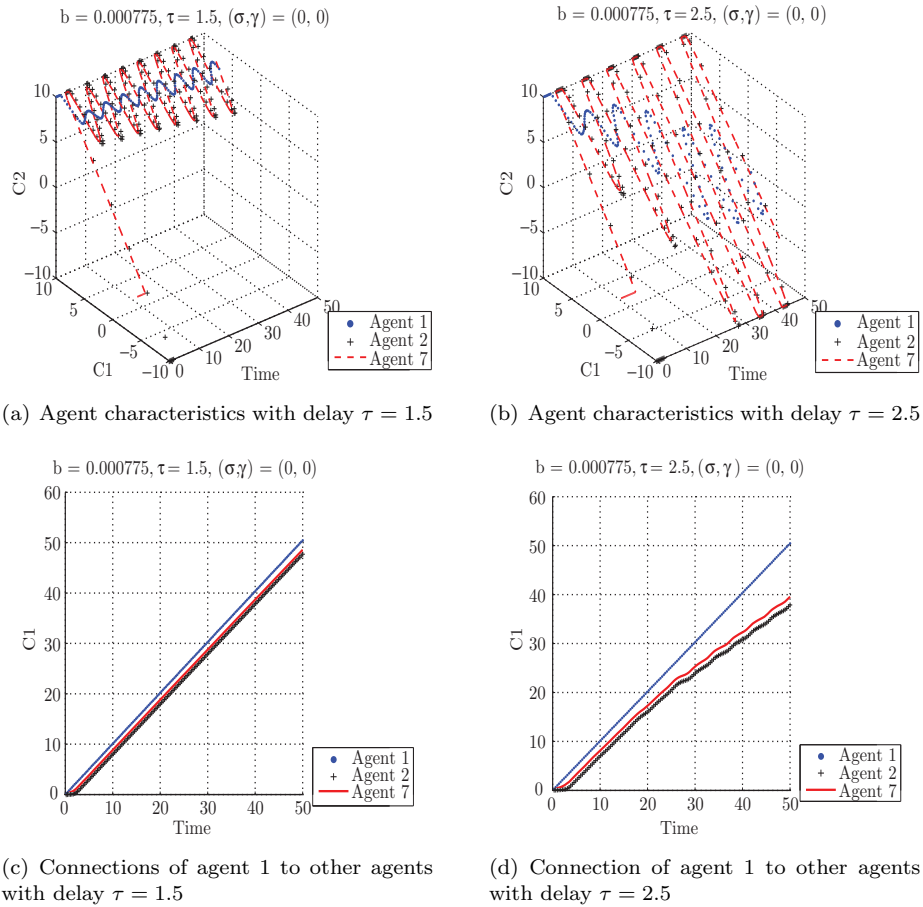 b = 0.000775, τ = 1.5, (σ,γ) = (0, 0)
10
5
0
−5
−10
C2
10
5
0
−5
−10
C1
0
10
20
30
40
50
Time
Agent 1
Agent 2
Agent 7
(a) Agent characteristics with delay τ = 1.5
b = 0.000775, τ = 2.5, (σ,γ) = (0, 0)
10
5
0
−5
−10
C2
10
5
0
−5
−10
C1
0
10
20
30
40
50
Time
Agent 1
Agent 2
Agent 7
(b) Agent characteristics with delay τ = 2.5
b = 0.000775, τ = 1.5, (σ,γ) = (0, 0)
60
50
40
30
20
10
0
C1
0
10
20
30
40
50
Time
Agent 1
Agent 2
Agent 7
(c) Connections of agent 1 to other agents
with delay τ = 1.5
b = 0.000775, τ = 2.5, (σ, γ ) = (0, 0)
60
50
40
30
20
10
0
C1
0
10
20
30
40
50
Time
Agent 1
Agent 2
Agent 7
(d) Connection of agent 1 to other agents
with delay τ = 2.5